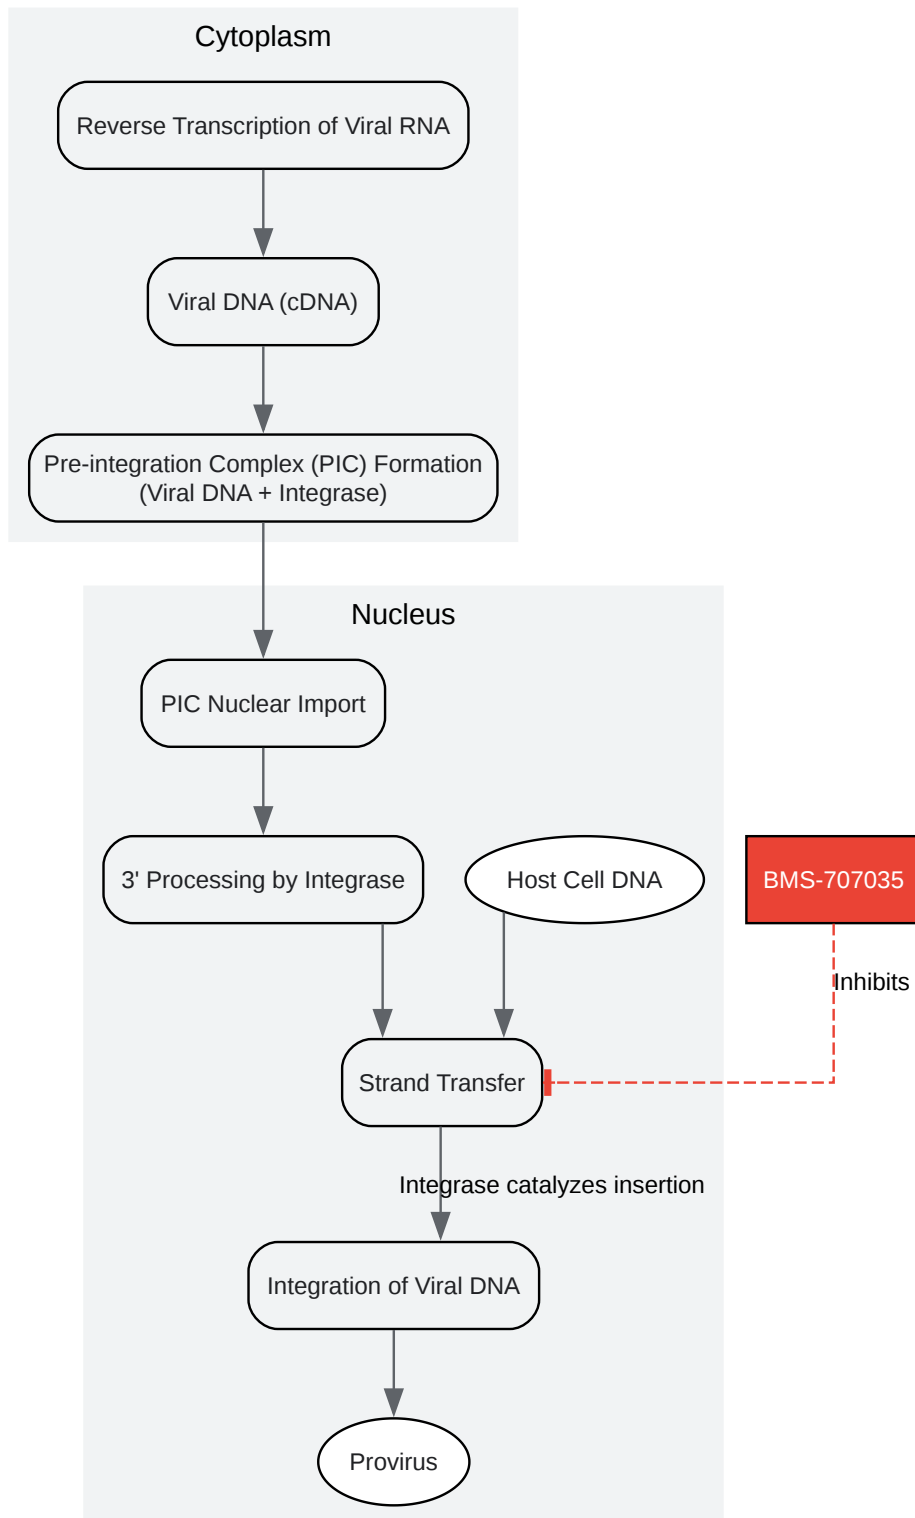 Cytoplasm
Reverse Transcription of Viral RNA
Viral DNA (cDNA)
Pre-integration Complex (PIC) Formation
(Viral DNA + Integrase)
Nucleus
PIC Nuclear Import
3' Processing by Integrase
Host Cell DNA
BMS-707035
Inhibits
Strand Transfer
Integrase catalyzes insertion
Integration of Viral DNA
Provirus